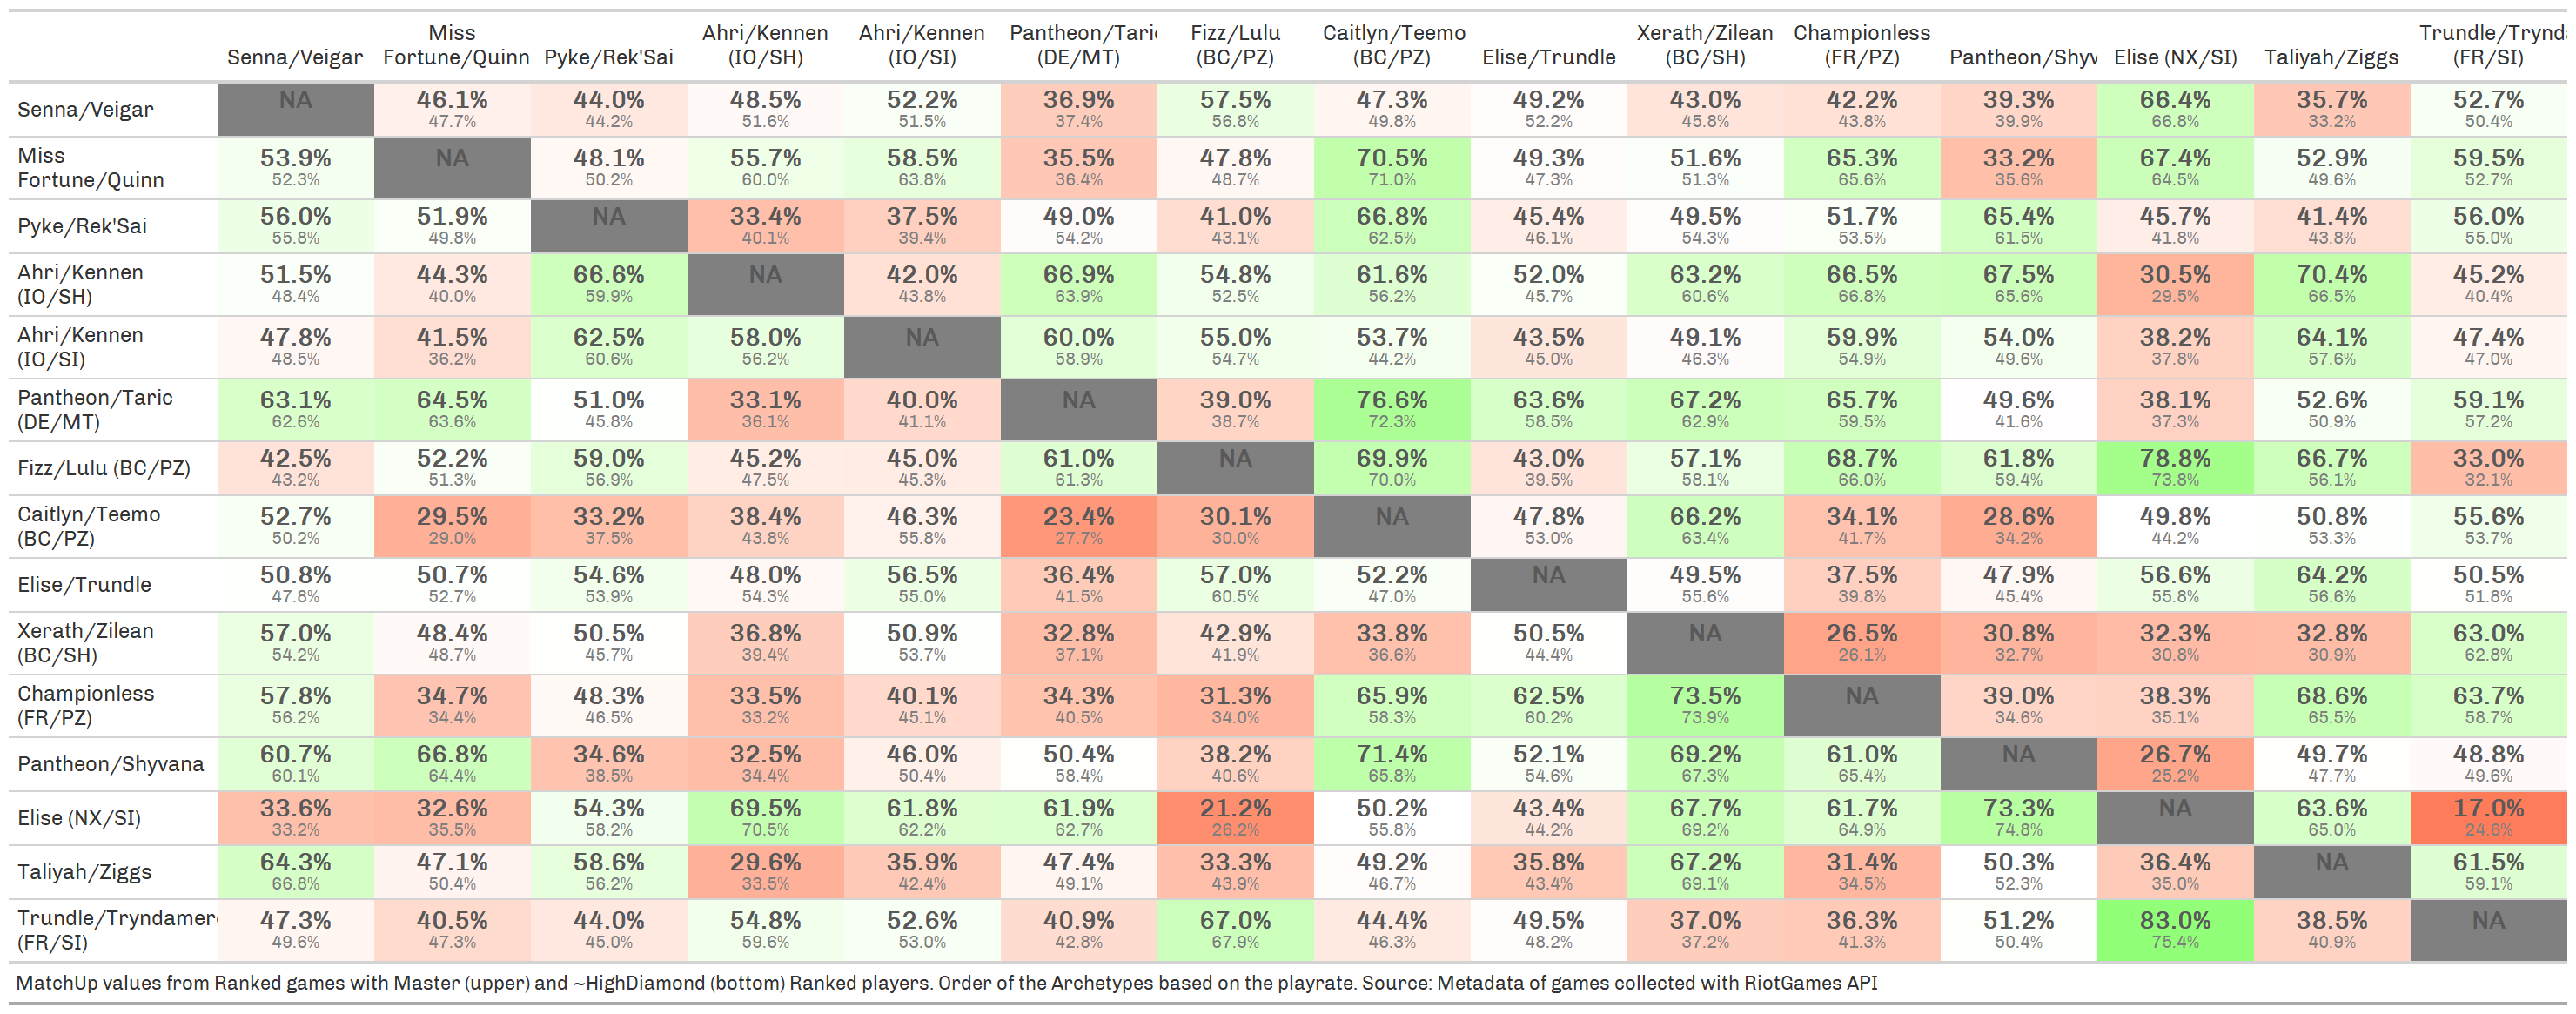 Miss Ahri/Kennen Ahri/Kennen Pantheon/Taric Fizz/Lulu Caitlyn/Teemo Xerath/Zilean Championless Trundle/Trynd
Senna/Veigar Fortune/Quinn Pyke/Rek'Sai (IO/SH) (IO/SI) (DE/MT) (BC/PZ) (BC/PZ) Elise/Trundle (BC/SH) (FR/PZ) Pantheon/Shyv Elise (NX/SI) Taliyah/Ziggs (FR/SI)
Senna/Veigar NA 46.1% 44.0% 48.5% 52.2% 36.9% 57.5% 47.3% 49.2% 43.0% 42.2% 39.3% 66.4% 35.7% 52.7%
47.7% 44.2% 51.6% 51.5% 37.4% 56.8% 49.8% 52.2% 45.8% 43.8% 39.9% 66.8% 33.2% 50.4%
Miss 53.9% NA 48.1% 55.7% 58.5% 35.5% 47.8% 70.5% 49.3% 51.6% 65.3% 33.2% 67.4% 52.9% 59.5%
Fortune/Quinn 52.3% 50.2% 60.0% 63.8% 36.4% 48.7% 71.0% 47.3% 51.3% 65.6% 35.6% 64.5% 49.6% 52.7%
Pyke/Rek'Sai 56.0% 51.9% NA 33.4% 37.5% 49.0% 41.0% 66.8% 45.4% 49.5% 51.7% 65.4% 45.7% 41.4% 56.0%
55.8% 49.8% 40.1% 39.4% 54.2% 43.1% 62.5% 46.1% 54.3% 53.5% 61.5% 41.8% 43.8% 55.0%
Ahri/Kennen 51.5% 44.3% 66.6% NA 42.0% 66.9% 54.8% 61.6% 52.0% 63.2% 66.5% 67.5% 30.5% 70.4% 45.2%
(IO/SH) 48.4% 40.0% 59.9% 43.8% 63.9% 52.5% 56.2% 45.7% 60.6% 66.8% 65.6% 29.5% 66.5% 40.4%
Ahri/Kennen 47.8% 41.5% 62.5% 58.0% NA 60.0% 55.0% 53.7% 43.5% 49.1% 59.9% 54.0% 38.2% 64.1% 47.4%
(IO/SI) 48.5% 36.2% 60.6% 56.2% 58.9% 54.7% 44.2% 45.0% 46.3% 54.9% 49.6% 37.8% 57.6% 47.0%
Pantheon/Taric 63.1% 64.5% 51.0% 33.1% 40.0% NA 39.0% 76.6% 63.6% 67.2% 65.7% 49.6% 38.1% 52.6% 59.1%
(DE/MT) 62.6% 63.6% 45.8% 36.1% 41.1% 38.7% 72.3% 58.5% 62.9% 59.5% 41.6% 37.3% 50.9% 57.2%
Fizz/Lulu (BC/PZ) 42.5% 52.2% 59.0% 45.2% 45.0% 61.0% NA 69.9% 43.0% 57.1% 68.7% 61.8% 78.8% 66.7% 33.0%
43.2% 51.3% 56.9% 47.5% 45.3% 61.3% 70.0% 39.5% 58.1% 66.0% 59.4% 73.8% 56.1% 32.1%
Caitlyn/Teemo 52.7% 29.5% 33.2% 38.4% 46.3% 23.4% 30.1% NA 47.8% 66.2% 34.1% 28.6% 49.8% 50.8% 55.6%
(BC/PZ) 50.2% 29.0% 37.5% 43.8% 55.8% 27.7% 30.0% 53.0% 63.4% 41.7% 34.2% 44.2% 53.3% 53.7%
Elise/Trundle 50.8% 50.7% 54.6% 48.0% 56.5% 36.4% 57.0% 52.2% NA 49.5% 37.5% 47.9% 56.6% 64.2% 50.5%
47.8% 52.7% 53.9% 54.3% 55.0% 41.5% 60.5% 47.0% 55.6% 39.8% 45.4% 55.8% 56.6% 51.8%
Xerath/Zilean 57.0% 48.4% 50.5% 36.8% 50.9% 32.8% 42.9% 33.8% 50.5% NA 26.5% 30.8% 32.3% 32.8% 63.0%
(BC/SH) 54.2% 48.7% 45.7% 39.4% 53.7% 37.1% 41.9% 36.6% 44.4% 26.1% 32.7% 30.8% 30.9% 62.8%
Championless 57.8% 34.7% 48.3% 33.5% 40.1% 34.3% 31.3% 65.9% 62.5% 73.5% NA 39.0% 38.3% 68.6% 63.7%
(FR/PZ) 56.2% 34.4% 46.5% 33.2% 45.1% 40.5% 34.0% 58.3% 60.2% 73.9% 34.6% 35.1% 65.5% 58.7%
Pantheon/Shyvana 60.7% 66.8% 34.6% 32.5% 46.0% 50.4% 38.2% 71.4% 52.1% 69.2% 61.0% NA 26.7% 49.7% 48.8%
60.1% 64.4% 38.5% 34.4% 50.4% 58.4% 40.6% 65.8% 54.6% 67.3% 65.4% 25.2% 47.7% 49.6%
Elise (NX/SI) 33.6% 32.6% 54.3% 69.5% 61.8% 61.9% 21.2% 50.2% 43.4% 67.7% 61.7% 73.3% NA 63.6% 17.0%
33.2% 35.5% 58.2% 70.5% 62.2% 62.7% 26.2% 55.8% 44.2% 69.2% 64.9% 74.8% 65.0% 24.6%
Taliyah/Ziggs 64.3% 47.1% 58.6% 29.6% 35.9% 47.4% 33.3% 49.2% 35.8% 67.2% 31.4% 50.3% 36.4% NA 61.5%
66.8% 50.4% 56.2% 33.5% 42.4% 49.1% 43.9% 46.7% 43.4% 69.1% 34.5% 52.3% 35.0% 59.1%
Trundle/Tryndamer 47.3% 40.5% 44.0% 54.8% 52.6% 40.9% 67.0% 44.4% 49.5% 37.0% 36.3% 51.2% 83.0% 38.5% NA
(FR/SI) 49.6% 47.3% 45.0% 59.6% 53.0% 42.8% 67.9% 46.3% 48.2% 37.2% 41.3% 50.4% 75.4% 40.9%
MatchUp values from Ranked games with Master (upper) and ~HighDiamond (bottom) Ranked players. Order of the Archetypes based on the playrate. Source: Metadata of games collected with RiotGames API